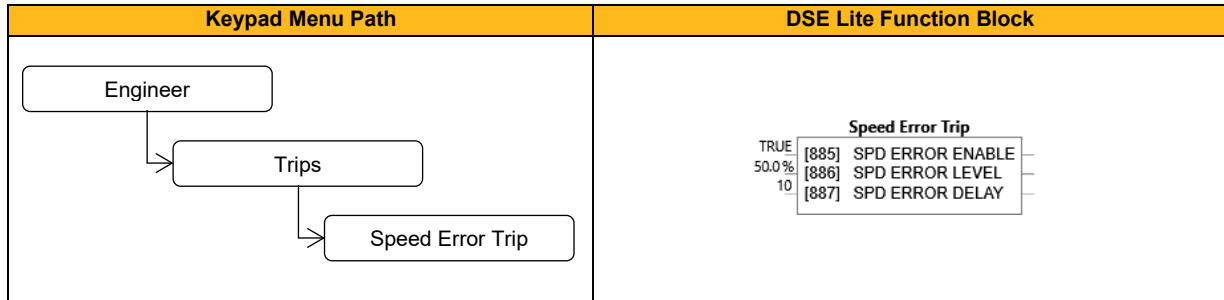 Keypad Menu Path
DSE Lite Function Block
Engineer
Trips
Speed Error Trip
Speed Error Trip
TRUE [885] SPD ERROR ENABLE
50.0% [886] SPD ERROR LEVEL
10 [887] SPD ERROR DELAY